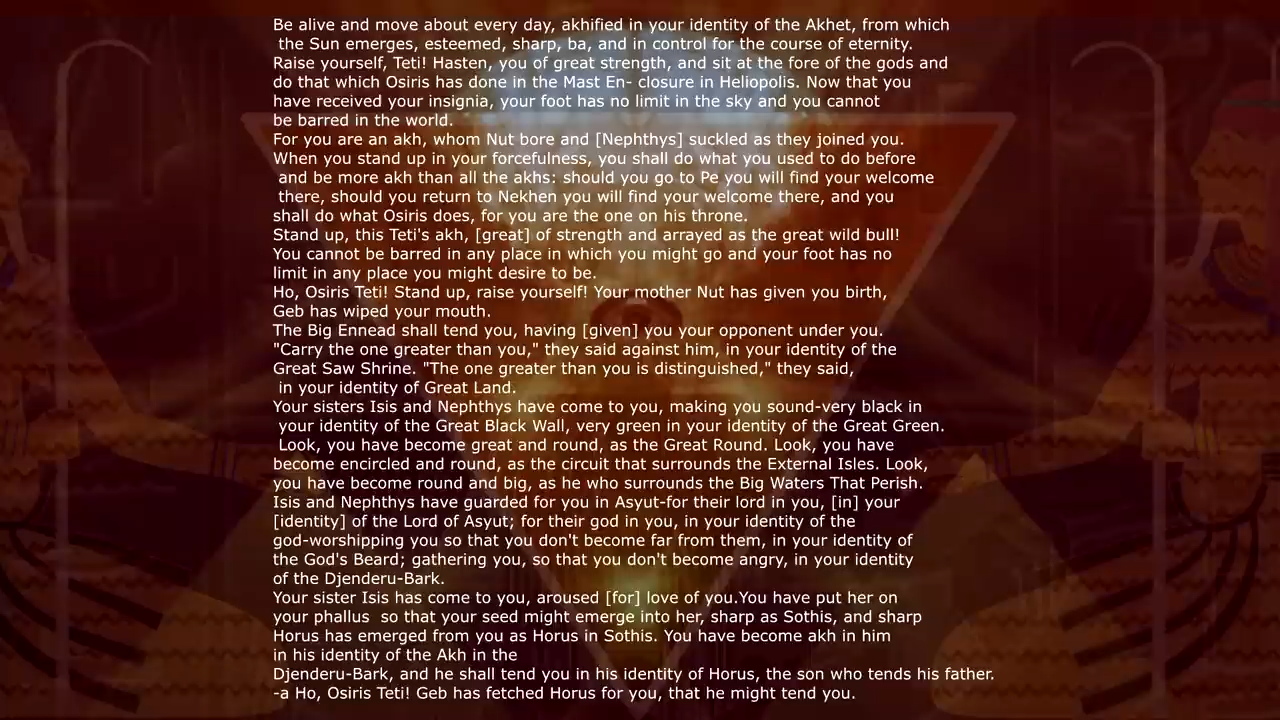 Be alive and move about every day, akhified in your identity of the Akhet, from which
the Sun emerges, esteemed, sharp, ba, and in control for the course of eternity.
Raise yourself, Teti! Hasten, you of great strength, and sit at the fore of the gods and
do that which Osiris has done in the Mast En- closure in Heliopolis. Now that you
have received your insignia, your foot has no limit in the sky and you cannot
be barred in the world.
For you are an akh, whom Nut bore and [Nephthys] suckled as they joined you.
When you stand up in your forcefulness, you shall do what you used to do before
and be more akh than all the akhs: should you go to Pe you will find your welcome
there, should you return to Nekhen you will find your welcome there, and you
shall do what Osiris does, for you are the one on his throne.
Stand up, this Teti's akh, [great] of strength and arrayed as the great wild bull!
You cannot be barred in any place in which you might go and your foot has no
limit in any place you might desire to be.
Ho, Osiris Teti! Stand up, raise yourself! Your mother Nut has given you birth,
Geb has wiped your mouth.
The Big Ennead shall tend you, having [given] you your opponent under you.
"Carry the one greater than you," they said against him, in your identity of the
Great Saw Shrine. "The one greater than you is distinguished," they said,
in your identity of Great Land.
Your sisters Isis and Nephthys have come to you, making you sound-very black in
your identity of the Great Black Wall, very green in your identity of the Great Green.
Look, you have become great and round, as the Great Round. Look, you have
become encircled and round, as the circuit that surrounds the External Isles. Look,
you have become round and big, as he who surrounds the Big Waters That Perish.
Isis and Nephthys have guarded for you in Asyut-for their lord in you, [in] your
[identity] of the Lord of Asyut; for their god in you, in your identity of the
god-worshipping you so that you don't become far from them, in your identity of
the God's Beard; gathering you, so that you don't become angry, in your identity
of the Djenderu-Bark.
Your sister Isis has come to you, aroused [for] love of you.You have put her on
your phallus  so that your seed might emerge into her, sharp as Sothis, and sharp
Horus has emerged from you as Horus in Sothis. You have become akh in him
in his identity of the Akh in the
Djenderu-Bark, and he shall tend you in his identity of Horus, the son who tends his father.
-a Ho, Osiris Teti! Geb has fetched Horus for you, that he might tend you.